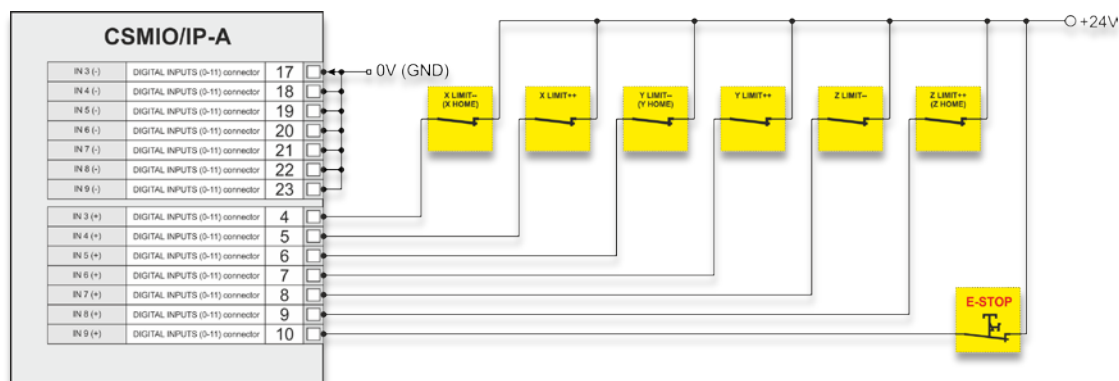 CSMIO/IP-A
IN 3 (-) DIGITAL INPUTS (0-11) connector 17
IN 4 (-) DIGITAL INPUTS (0-11) connector 18
IN 5 (-) DIGITAL INPUTS (0-11) connector 19
IN 6 (-) DIGITAL INPUTS (0-11) connector 20
IN 7 (-) DIGITAL INPUTS (0-11) connector 21
IN 8 (-) DIGITAL INPUTS (0-11) connector 22
IN 9 (-) DIGITAL INPUTS (0-11) connector 23
IN 3 (+) DIGITAL INPUTS (0-11) connector 4
IN 4 (+) DIGITAL INPUTS (0-11) connector 5
IN 5 (+) DIGITAL INPUTS (0-11) connector 6
IN 6 (+) DIGITAL INPUTS (0-11) connector 7
IN 7 (+) DIGITAL INPUTS (0-11) connector 8
IN 8 (+) DIGITAL INPUTS (0-11) connector 9
IN 9 (+) DIGITAL INPUTS (0-11) connector 10
0V (GND)
+24V
X LIMIT--
(X HOME)
X LIMIT++
Y LIMIT--
(Y HOME)
Y LIMIT++
Z LIMIT--
Z LIMIT++
(Z HOME)
E-STOP